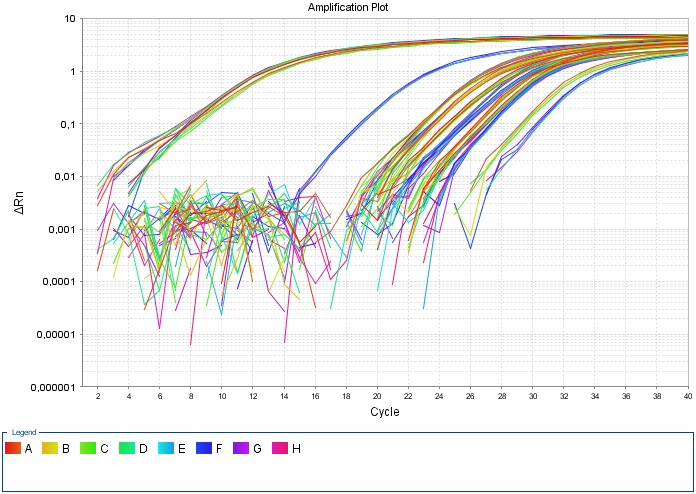 Amplification Plot
10
1
0,1
0,01
0,001
0,0001
0,00001
0,000001
ΔRn
2 4 6 8 10 12 14 16 18 20 22 24 26 28 30 32 34 36 38 40
Cycle
Legend
A B C D E F G H